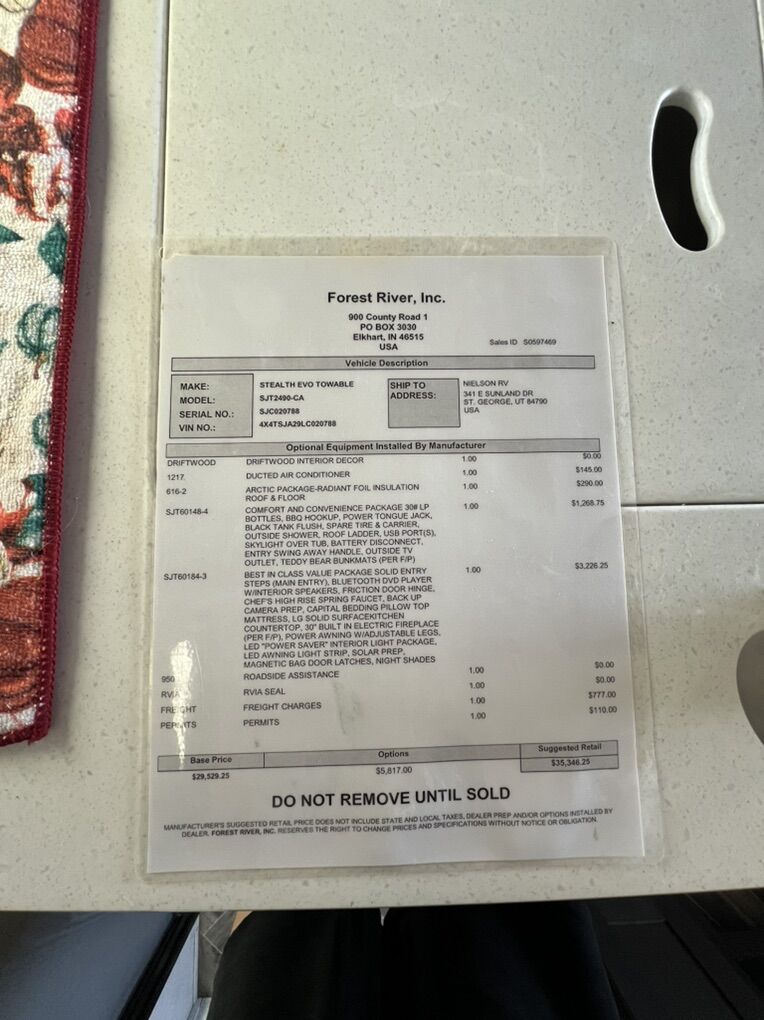 Forest River, Inc.
900 County Road 1
PO BOX 3030
Elkhart, IN 46515
USA
Sales ID S0597469
Vehicle Description
MAKE: STEALTH EVO TOWABLE
MODEL: SJT2490-CA
SERIAL NO.: SJC020788
VIN NO.: 4X4TSJA29LC020788
SHIP TO ADDRESS:
NIELSON RV
341 E SUNLAND DR
ST. GEORGE, UT 84790
USA
Optional Equipment Installed By Manufacturer
DRIFTWOOD DRIFTWOOD INTERIOR DECOR 1.00 $0.00
1217 DUCTED AIR CONDITIONER 1.00 $145.00
616-2 ARCTIC PACKAGE-RADIANT FOIL INSULATION 1.00 $290.00
ROOF & FLOOR
SJT60148-4 COMFORT AND CONVENIENCE PACKAGE 30# LP 1.00 $1,268.75
BOTTLES, BBQ HOOKUP, POWER TONGUE JACK,
BLACK TANK FLUSH, SPARE TIRE & CARRIER,
OUTSIDE SHOWER, ROOF LADDER, USB PORT(S),
SKYLIGHT OVER TUB, BATTERY DISCONNECT,
ENTRY SWING AWAY HANDLE, OUTSIDE TV
OUTLET, TEDDY BEAR BUNKMATS (PER F/P)
SJT60184-3 BEST IN CLASS VALUE PACKAGE SOLID ENTRY 1.00 $3,226.25
STEPS (MAIN ENTRY), BLUETOOTH DVD PLAYER
W/INTERIOR SPEAKERS, FRICTION DOOR HINGE,
CHEF'S HIGH RISE SPRING FAUCET, BACK UP
CAMERA PREP, CAPITAL BEDDING PILLOW TOP
MATTRESS, LG SOLID SURFACEKITCHEN
COUNTERTOP, 30" BUILT IN ELECTRIC FIREPLACE
(PER F/P), POWER AWNING W/ADJUSTABLE LEGS,
LED "POWER SAVER" INTERIOR LIGHT PACKAGE,
LED AWNING LIGHT STRIP, SOLAR PREP,
MAGNETIC BAG DOOR LATCHES, NIGHT SHADES
950 ROADSIDE ASSISTANCE 1.00 $0.00
RVIA RVIA SEAL 1.00 $0.00
FREIGHT FREIGHT CHARGES 1.00 $777.00
PERMITS PERMITS 1.00 $110.00
Base Price Options Suggested Retail
$29,529.25 $5,817.00 $35,346.25
DO NOT REMOVE UNTIL SOLD
MANUFACTURER'S SUGGESTED RETAIL PRICE DOES NOT INCLUDE STATE AND LOCAL TAXES, DEALER PREP AND/OR OPTIONS INSTALLED BY
DEALER. FOREST RIVER, INC. RESERVES THE RIGHT TO CHANGE PRICES AND SPECIFICATIONS WITHOUT NOTICE OR OBLIGATION.